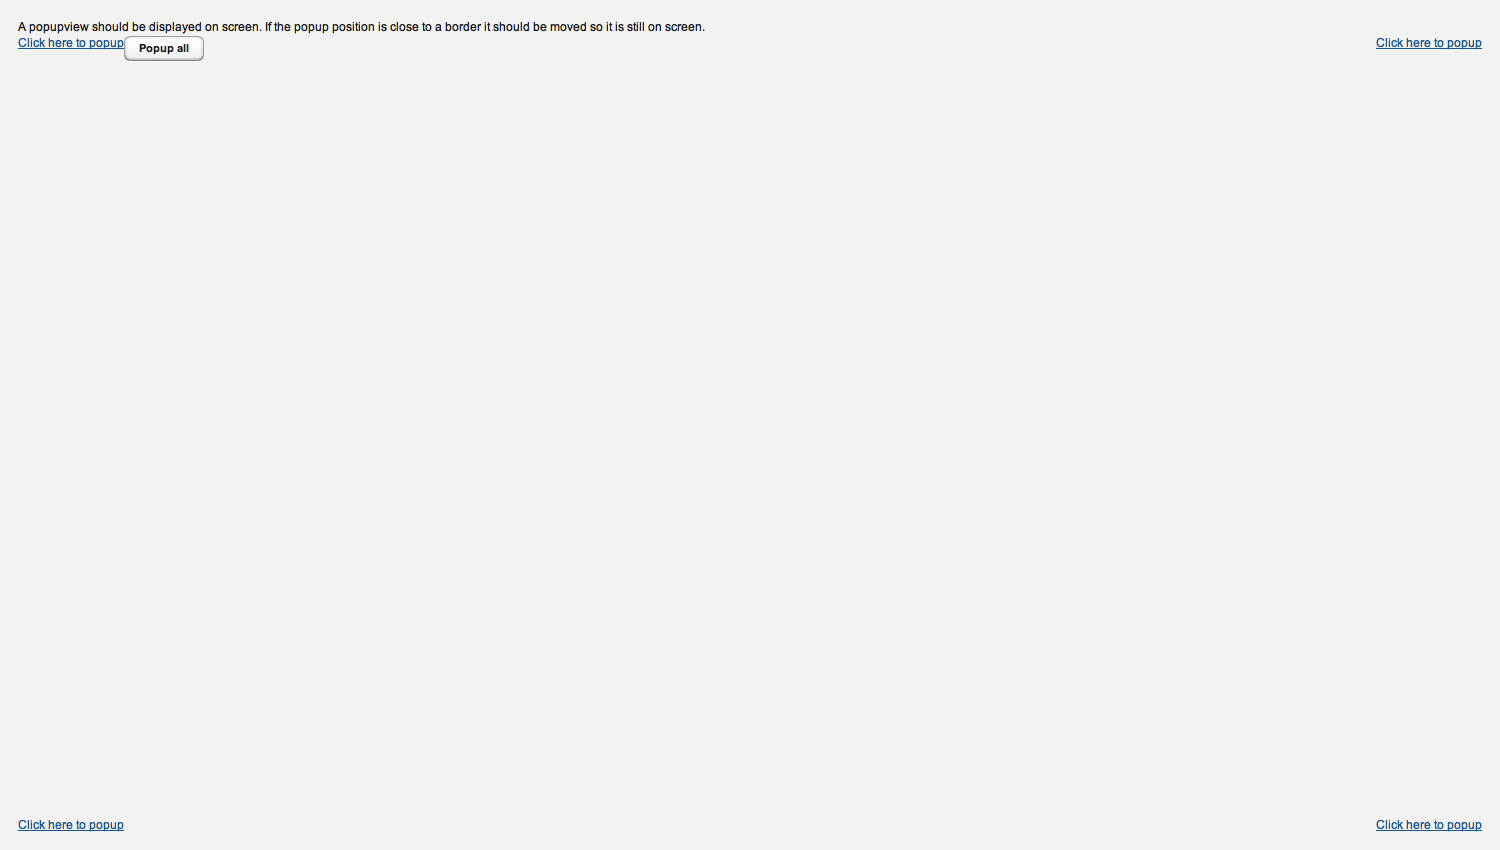 A popupview should be displayed on screen. If the popup position is close to a border it should be moved so it is still on screen.
Click here to popup Popup all Click here to popup
Click here to popup Click here to popup